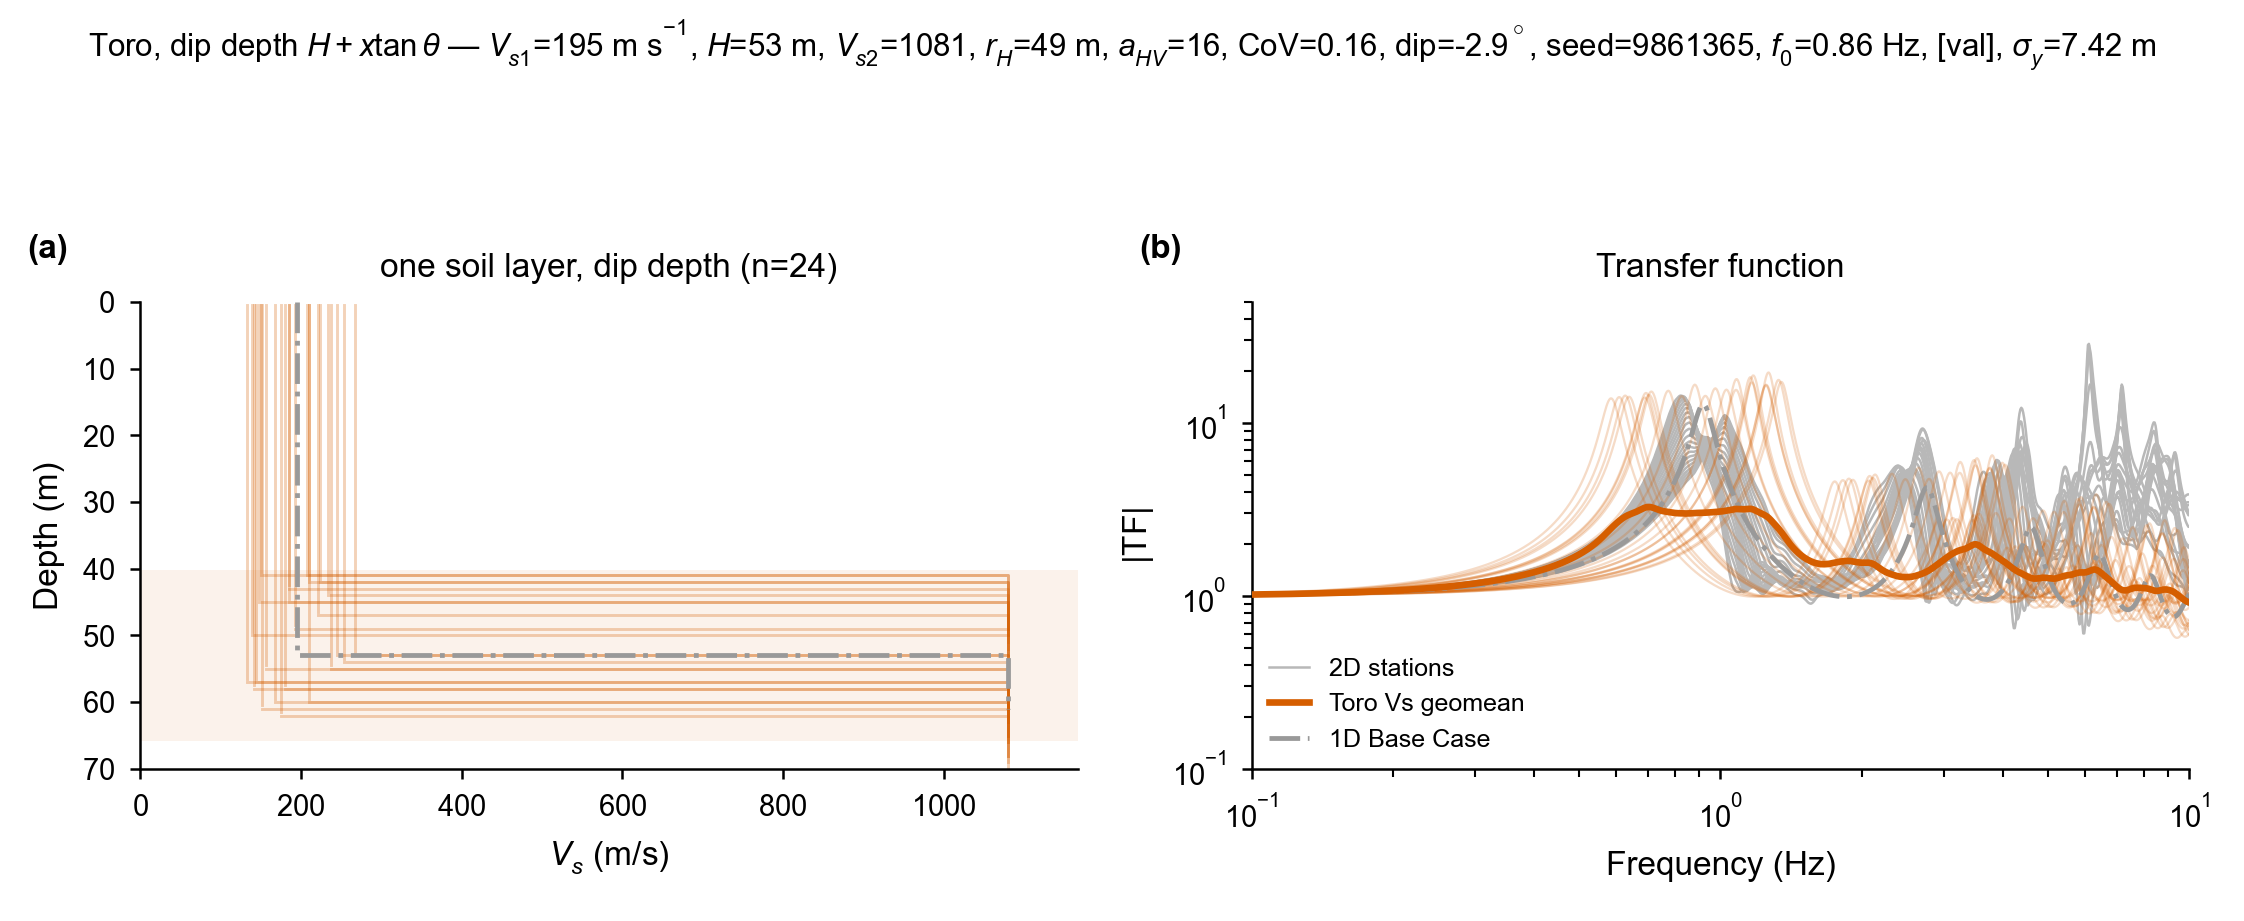 Toro, dip depth H + x tan θ — Vs1=195 m s⁻¹, H=53 m, Vs2=1081, rH=49 m, aHV=16, CoV=0.16, dip=-2.9°, seed=9861365, f0=0.86 Hz, [val], σy=7.42 m
(a)
one soil layer, dip depth (n=24)
0
10
20
30
40
50
60
70
Depth (m)
0 200 400 600 800 1000
Vs (m/s)
(b)
Transfer function
10¹
10⁰
10⁻¹
|TF|
2D stations
Toro Vs geomean
1D Base Case
10⁻¹ 10⁰ 10¹
Frequency (Hz)